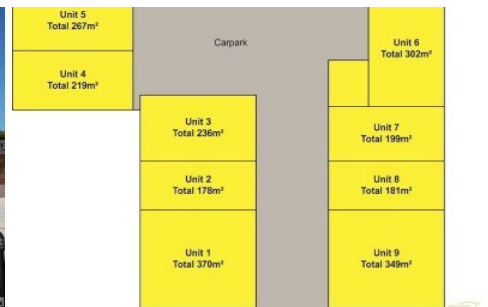 Unit 5
Total 267m²
Carpark
Unit 6
Total 302m²
Unit 4
Total 219m²
Unit 3
Total 236m²
Unit 7
Total 199m²
Unit 2
Total 178m²
Unit 8
Total 181m²
Unit 1
Total 370m²
Unit 9
Total 349m²